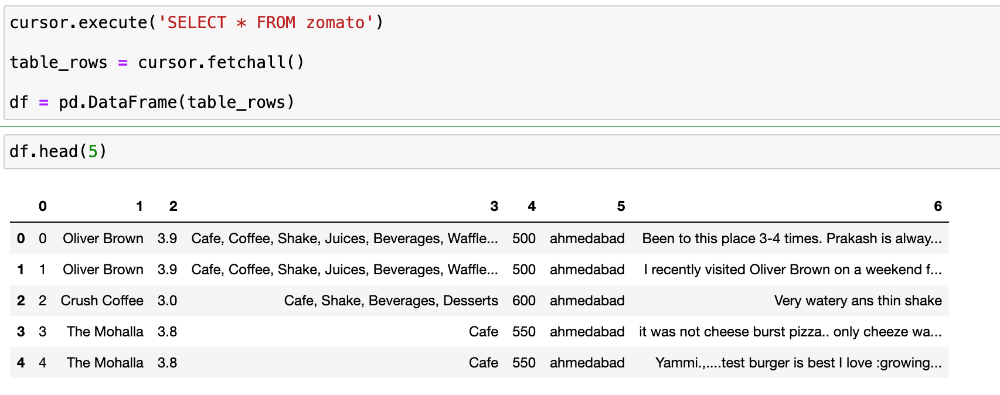 cursor.execute('SELECT * FROM zomato')
table_rows = cursor.fetchall()
df = pd.DataFrame(table_rows)
df.head(5)
0 1 2 3 4 5 6
0 0 Oliver Brown 3.9 Cafe, Coffee, Shake, Juices, Beverages, Waffle... 500 ahmedabad Been to this place 3-4 times. Prakash is alway...
1 1 Oliver Brown 3.9 Cafe, Coffee, Shake, Juices, Beverages, Waffle... 500 ahmedabad I recently visited Oliver Brown on a weekend f...
2 2 Crush Coffee 3.0 Cafe, Shake, Beverages, Desserts 600 ahmedabad Very watery ans thin shake
3 3 The Mohalla 3.8 Cafe 550 ahmedabad it was not cheese burst pizza.. only cheeze wa...
4 4 The Mohalla 3.8 Cafe 550 ahmedabad Yammi.,....test burger is best I love :growing...